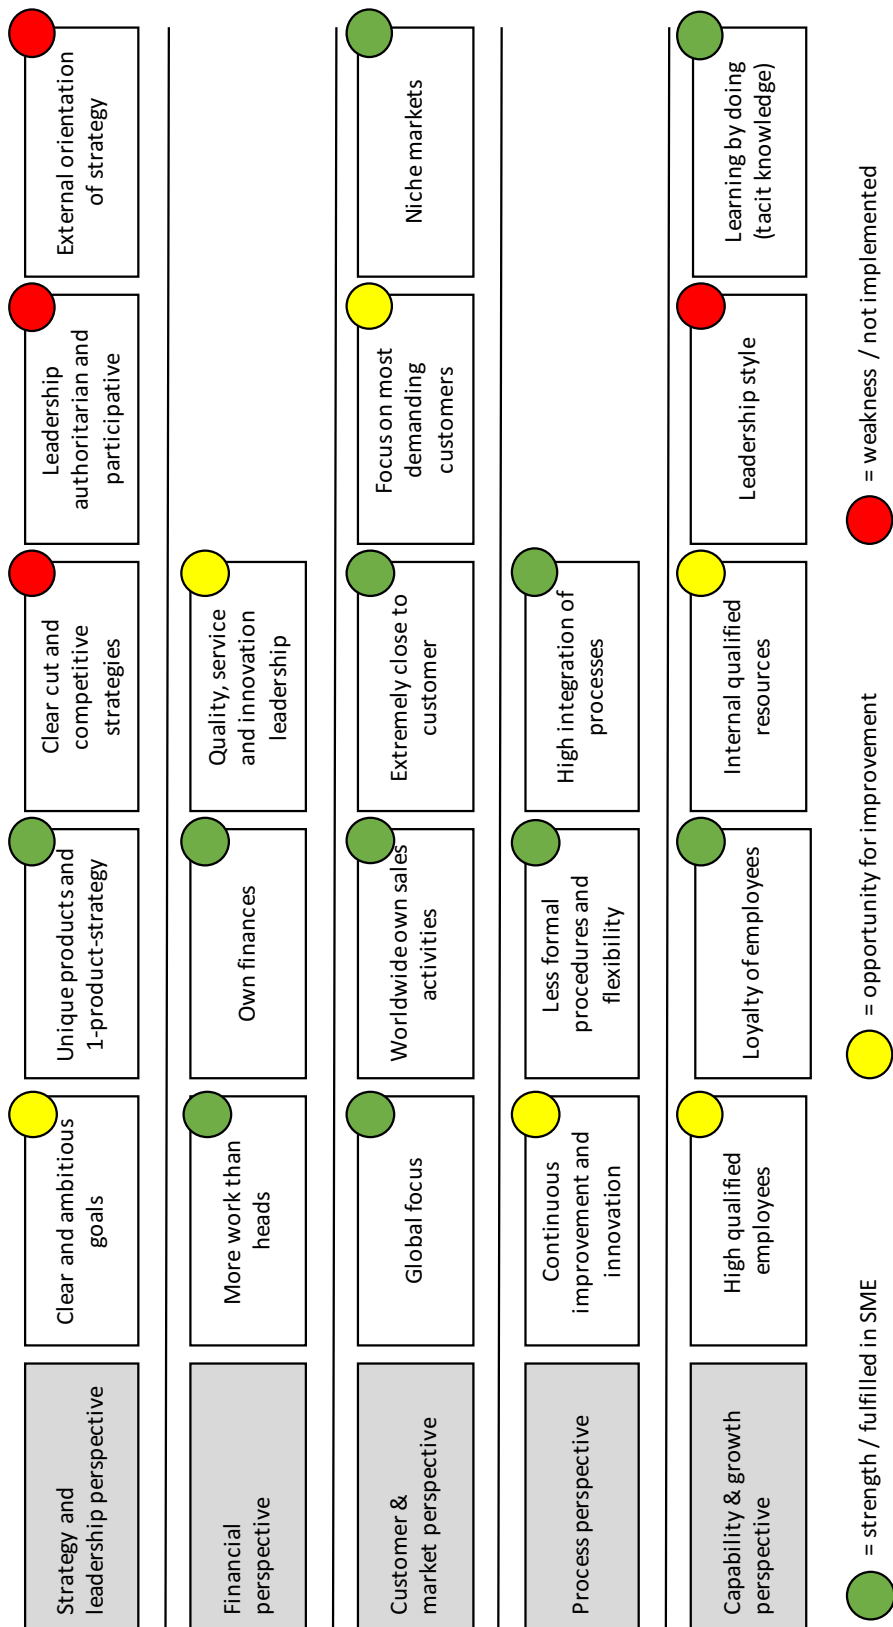 Strategy and
leadership perspective
Clear and ambitious
goals
Unique products and
1-product-strategy
Clear cut and
competitive
strategies
Leadership
authoritarian and
participative
External orientation
of strategy
Financial
perspective
More work than
heads
Own finances
Quality, service
and innovation
leadership
Customer &
market perspective
Global focus
Worldwide own sales
activities
Extremely close to
customer
Focus on most
demanding
customers
Niche markets
Process perspective
Continuous
improvement and
innovation
Less formal
procedures and
flexibility
High integration of
processes
Capability & growth
perspective
High qualified
employees
Loyalty of employees
Internal qualified
resources
Leadership style
Learning by doing
(tacit knowledge)
= strength / fulfilled in SME
= opportunity for improvement
= weakness / not implemented